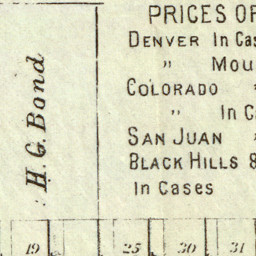 PRICES OF
DENVER In Cas
" Mou
COLORADO "
" In C
SAN JUAN "
BLACK HILLS &
In Cases
H. G. Bond
19 25 30 31